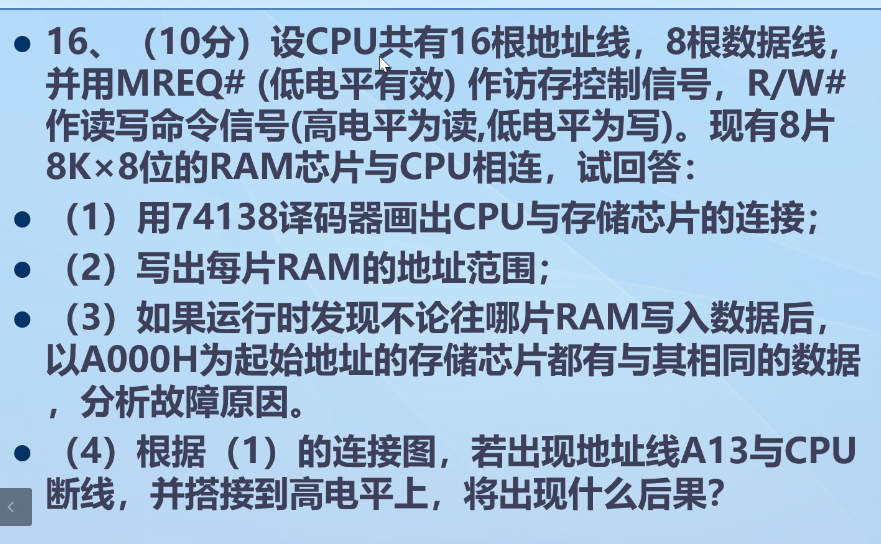 16、（10分）设CPU共有16根地址线，8根数据线，
并用MREQ# (低电平有效) 作访存控制信号，R/W#
作读写命令信号(高电平为读,低电平为写)。现有8片
8K×8位的RAM芯片与CPU相连，试回答：
（1）用74138译码器画出CPU与存储芯片的连接；
（2）写出每片RAM的地址范围；
（3）如果运行时发现不论往哪片RAM写入数据后，
以A000H为起始地址的存储芯片都有与其相同的数据
，分析故障原因。
（4）根据（1）的连接图，若出现地址线A13与CPU
断线，并搭接到高电平上，将出现什么后果？